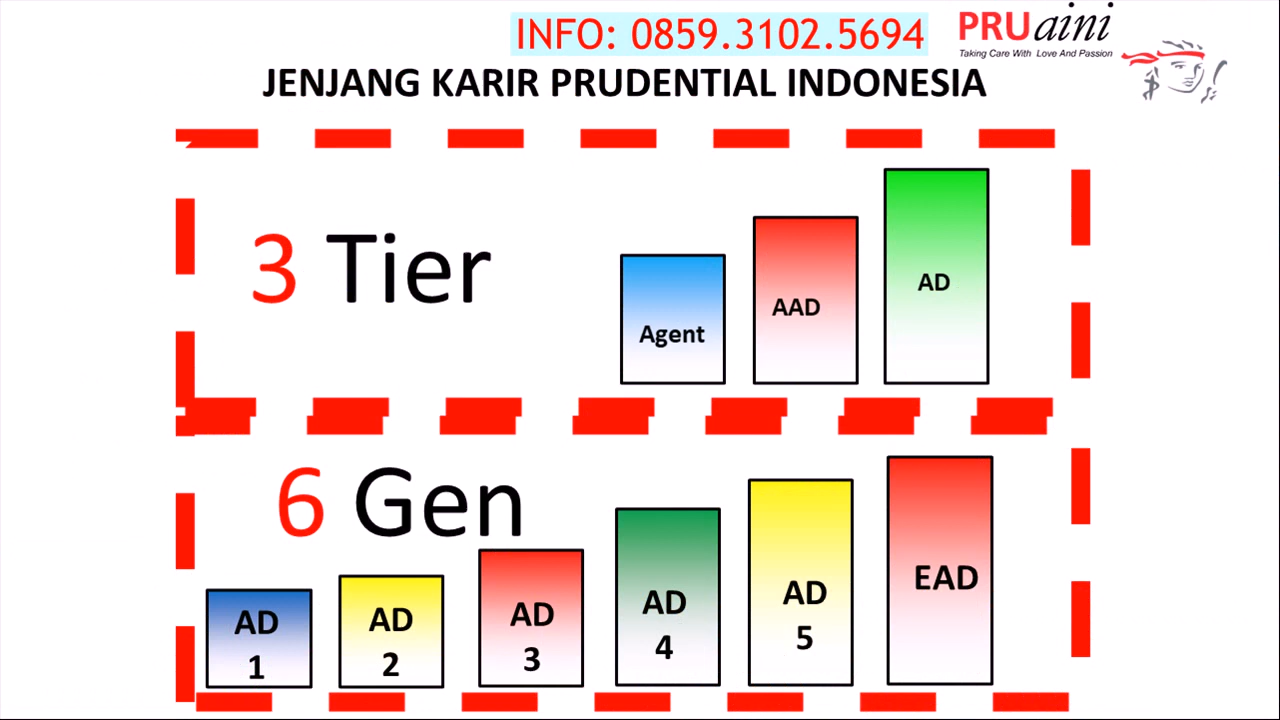 INFO: 0859.3102.5694
PRUaini
Taking Care With Love And Passion
JENJANG KARIR PRUDENTIAL INDONESIA
3 Tier
Agent
AAD
AD
6 Gen
AD
1
AD
2
AD
3
AD
4
AD
5
EAD